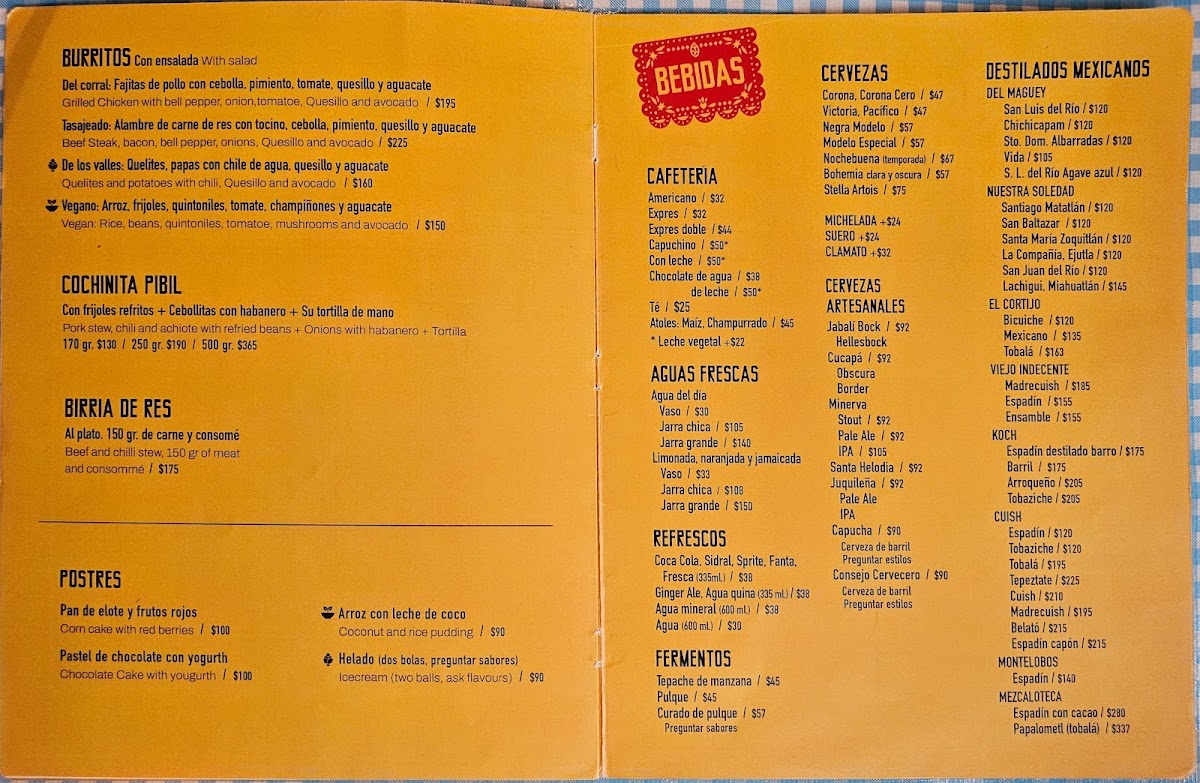 BURRITOS Con ensalada With salad
Del corral: Fajitas de pollo con cebolla, pimiento, tomate, quesillo y aguacate
Grilled Chicken with bell pepper, onion,tomatoe, Quesillo and avocado / $195
Tasajeado: Alambre de carne de res con tocino, cebolla, pimiento, quesillo y aguacate
Beef Steak, bacon, bell pepper, onions, Quesillo and avocado / $225
De los valles: Quelites, papas con chile de agua, quesillo y aguacate
Quelites and potatoes with chili, Quesillo and avocado / $160
Vegano: Arroz, frijoles, quintoniles, tomate, champiñones y aguacate
Vegan: Rice, beans, quintoniles, tomatoe, mushrooms and avocado / $150
COCHINITA PIBIL
Con frijoles refritos + Cebollitas con habanero + Su tortilla de mano
Pork stew, chili and achiote with refried beans + Onions with habanero + Tortilla
170 gr. $130 / 250 gr. $190 / 500 gr. $365
BIRRIA DE RES
Al plato. 150 gr. de carne y consomé
Beef and chilli stew, 150 gr of meat
and consommé / $175
POSTRES
Pan de elote y frutos rojos
Corn cake with red berries / $100
Pastel de chocolate con yogurth
Chocolate Cake with yougurth / $100
Arroz con leche de coco
Coconut and rice pudding / $90
Helado (dos bolas, preguntar sabores)
Icecream (two balls, ask flavours) / $90
BEBIDAS
CAFETERÍA
Americano / $32
Expres / $32
Expres doble / $44
Capuchino / $50*
Con leche / $50*
Chocolate de agua / $38
de leche / $50*
Té / $25
Atoles: Maíz, Champurrado / $45
* Leche vegetal +$22
AGUAS FRESCAS
Agua del día
Vaso / $30
Jarra chica / $105
Jarra grande / $140
Limonada, naranjada y jamaicada
Vaso / $33
Jarra chica / $108
Jarra grande / $150
REFRESCOS
Coca Cola, Sidral, Sprite, Fanta,
Fresca (335ml.) / $38
Ginger Ale, Agua quina (335 ml.) / $38
Agua mineral (600 ml.) / $38
Agua (600 ml.) / $30
FERMENTOS
Tepache de manzana / $45
Pulque / $45
Curado de pulque / $57
Preguntar sabores
CERVEZAS
Corona, Corona Cero / $47
Victoria, Pacífico / $47
Negra Modelo / $57
Modelo Especial / $57
Nochebuena (temporada) / $67
Bohemia clara y oscura / $57
Stella Artois / $75
MICHELADA +$24
SUERO +$24
CLAMATO +$32
CERVEZAS
ARTESANALES
Jabalí Bock / $92
Hellesbock
Cucapá / $92
Obscura
Border
Minerva
Stout / $92
Pale Ale / $92
IPA / $105
Santa Helodia / $92
Juquileña / $92
Pale Ale
IPA
Capucha / $90
Cerveza de barril
Preguntar estilos
Consejo Cervecero / $90
Cerveza de barril
Preguntar estilos
DESTILADOS MEXICANOS
DEL MAGUEY
San Luis del Río / $120
Chichicapam / $120
Sto. Dom. Albarradas / $120
Vida / $105
S. L. del Río Agave azul / $120
NUESTRA SOLEDAD
Santiago Matatlán / $120
San Baltazar / $120
Santa María Zoquitlán / $120
La Compañía, Ejutla / $120
San Juan del Río / $120
Lachigui, Miahuatlán / $145
EL CORTIJO
Bicuiche / $120
Mexicano / $135
Tobalá / $163
VIEJO INDECENTE
Madrecuish / $185
Espadín / $155
Ensamble / $155
KOCH
Espadín destilado barro / $175
Barril / $175
Arroqueño / $205
Tobaziche / $205
CUISH
Espadín / $120
Tobaziche / $120
Tobalá / $195
Tepeztate / $225
Cuish / $210
Madrecuish / $195
Belató / $215
Espadín capón / $215
MONTELOBOS
Espadín / $140
MEZCALOTECA
Espadín con cacao / $280
Papalometl (tobalá) / $337